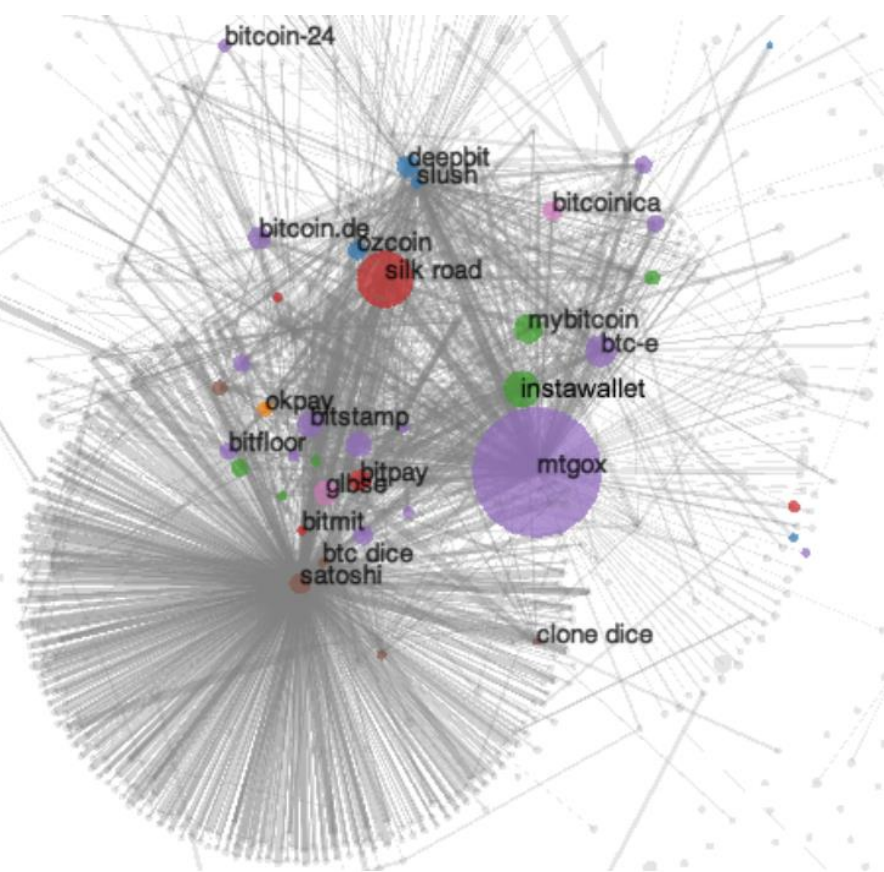 bitcoin-24
deepbit
slush
bitcoinica
bitcoin.de
ozcoin
silk road
mybitcoin
btc-e
instawallet
okpay
bitstamp
bitfloor
mtgox
bitpay
glbse
bitmit
btc dice
satoshi
clone dice